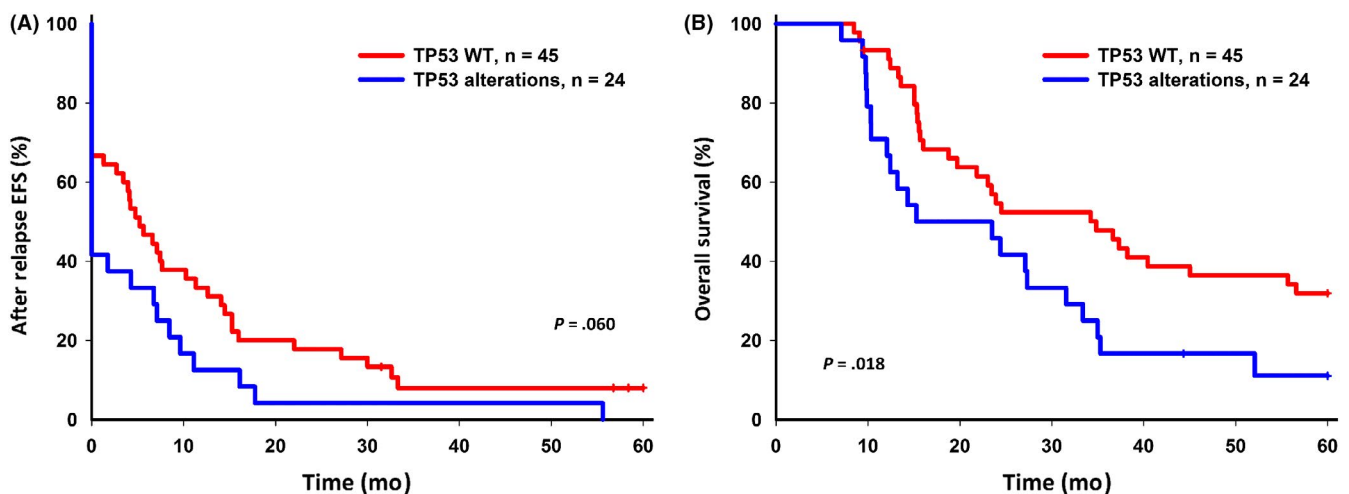 (A)
100
80
60
40
20
0
After relapse EFS (%)
TP53 WT, n = 45
TP53 alterations, n = 24
P = .060
0 10 20 30 40 50 60
Time (mo)
(B)
100
80
60
40
20
0
Overall survival (%)
TP53 WT, n = 45
TP53 alterations, n = 24
P = .018
0 10 20 30 40 50 60
Time (mo)